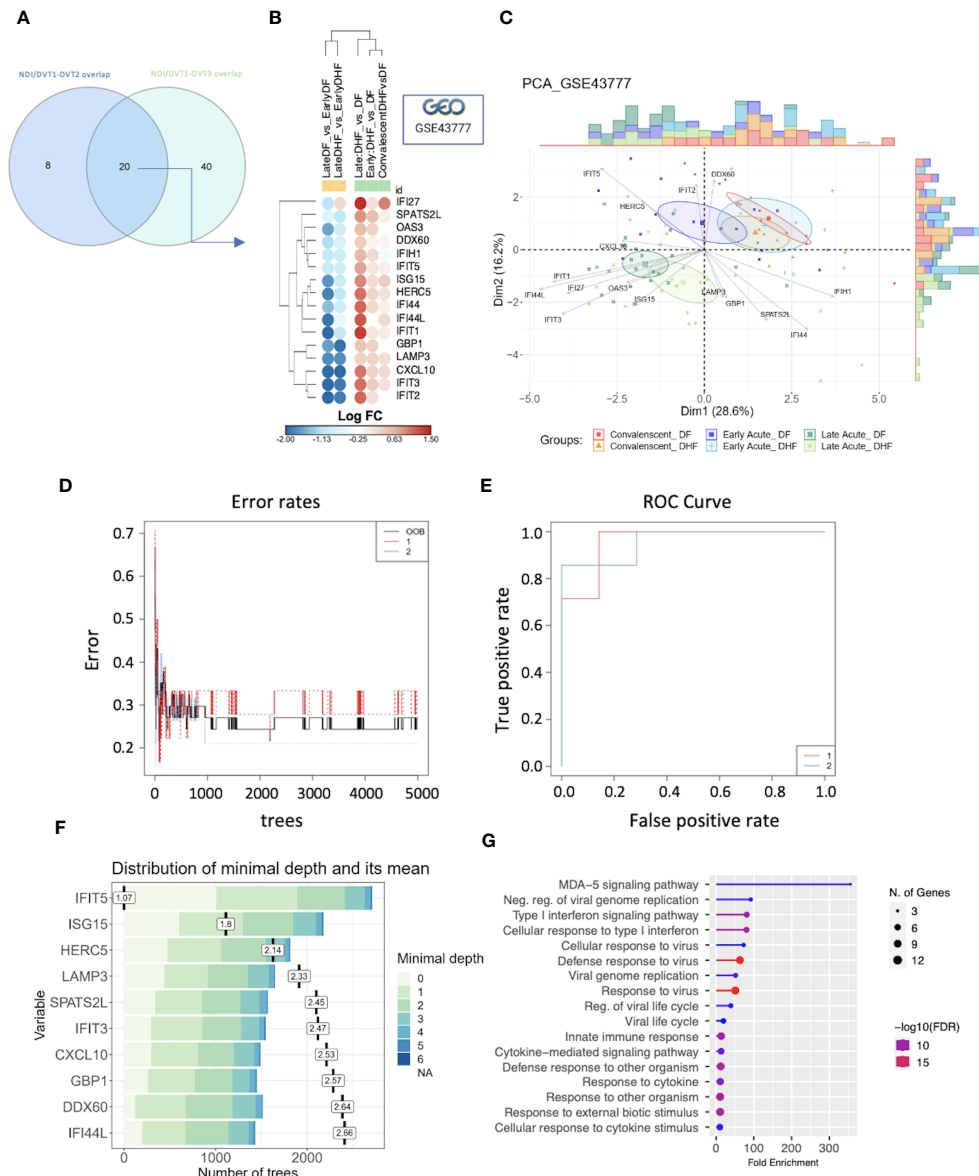 A
NDI/DVT1-DVT2 overlap
NDI/DVT1-DVT3 overlap
8
20
40
B
LateDF_vs_EarlyDF
LateDHF_vs_EarlyDHF
Late:DHF_vs_DF
Early:DHF_vs_DF
ConvalescentDHFvsDF
id
IFI27
SPATS2L
OAS3
DDX60
IFIH1
IFIT5
ISG15
HERC5
IFI44
IFI44L
IFIT1
GBP1
LAMP3
CXCL10
IFIT3
IFIT2
Log FC
-2.00 -1.13 -0.25 0.63 1.50
GEO
GSE43777
C
PCA_GSE43777
IFIT5
DDX60
IFIT2
HERC5
CXCL10
IFIT1
IFI27
IFI44L
OAS3
ISG15
LAMP3
GBP1
IFIH1
SPATS2L
IFIT3
IFI44
2
0
-2
-4
Dim2 (16.2%)
-5.0 -2.5 0.0 2.5 5.0
Dim1 (28.6%)
Groups:
Convalenscent_ DF
Early Acute_ DF
Late Acute_ DF
Convalescent_ DHF
Early Acute_ DHF
Late Acute_ DHF
D
Error rates
OOB
1
2
0.7
0.6
0.5
0.4
0.3
0.2
Error
0 1000 2000 3000 4000 5000
trees
E
ROC Curve
1.0
0.8
0.6
0.4
0.2
0.0
True positive rate
1
2
0.0 0.2 0.4 0.6 0.8 1.0
False positive rate
F
Distribution of minimal depth and its mean
Variable
IFIT5 1.07
ISG15 1.8
HERC5 2.14
LAMP3 2.33
SPATS2L 2.45
IFIT3 2.47
CXCL10 2.53
GBP1 2.57
DDX60 2.64
IFI44L 2.66
0 1000 2000
Number of trees
Minimal depth
0
1
2
3
4
5
6
NA
G
MDA-5 signaling pathway
Neg. reg. of viral genome replication
Type I interferon signaling pathway
Cellular response to type I interferon
Cellular response to virus
Defense response to virus
Viral genome replication
Response to virus
Reg. of viral life cycle
Viral life cycle
Innate immune response
Cytokine-mediated signaling pathway
Defense response to other organism
Response to cytokine
Response to other organism
Response to external biotic stimulus
Cellular response to cytokine stimulus
0 100 200 300
Fold Enrichment
N. of Genes
3
6
9
12
-log10(FDR)
10
15